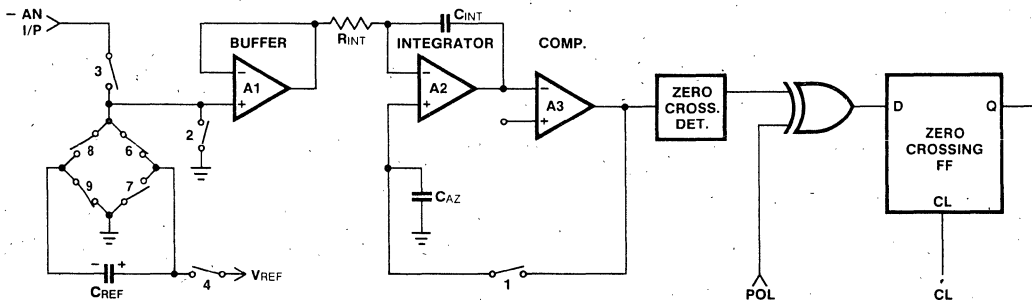 – AN
I/P
3
8
6
9
7
2
– +
CREF
4
VREF
BUFFER
–
A1
+
RINT
CINT
INTEGRATOR
–
A2
+
CAZ
1
COMP.
–
A3
+
ZERO
CROSS.
DET.
POL
D
Q
ZERO
CROSSING
FF
CL
CL